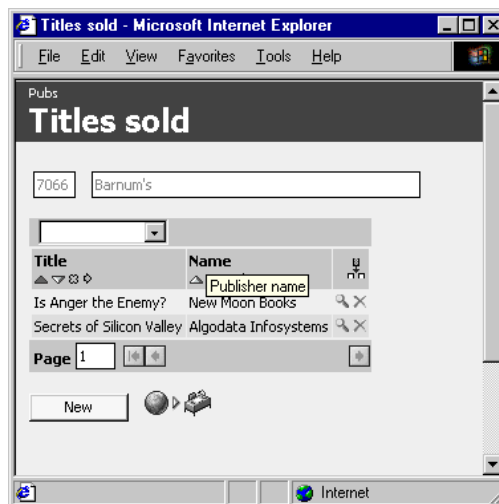 Titles sold - Microsoft Internet Explorer
File Edit View Favorites Tools Help
Pubs
Titles sold
7066 Barnum's
Title Name
Publisher name
Is Anger the Enemy? New Moon Books
Secrets of Silicon Valley Algodata Infosystems
Page 1
New
Internet